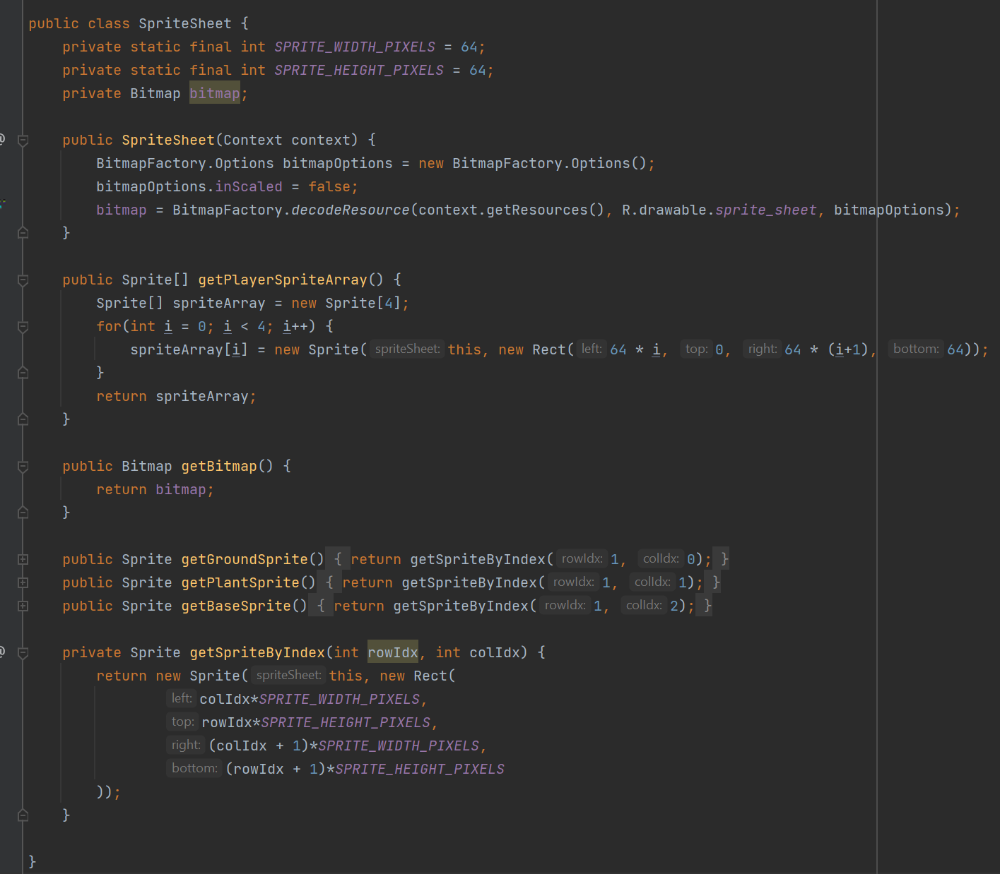 public class SpriteSheet {
    private static final int SPRITE_WIDTH_PIXELS = 64;
    private static final int SPRITE_HEIGHT_PIXELS = 64;
    private Bitmap bitmap;

    public SpriteSheet(Context context) {
        BitmapFactory.Options bitmapOptions = new BitmapFactory.Options();
        bitmapOptions.inScaled = false;
        bitmap = BitmapFactory.decodeResource(context.getResources(), R.drawable.sprite_sheet, bitmapOptions);
    }

    public Sprite[] getPlayerSpriteArray() {
        Sprite[] spriteArray = new Sprite[4];
        for(int i = 0; i < 4; i++) {
            spriteArray[i] = new Sprite( spriteSheet: this, new Rect( left: 64 * i, top: 0, right: 64 * (i+1), bottom: 64));
        }
        return spriteArray;
    }

    public Bitmap getBitmap() {
        return bitmap;
    }

    public Sprite getGroundSprite() { return getSpriteByIndex( rowIdx: 1, colIdx: 0); }
    public Sprite getPlantSprite() { return getSpriteByIndex( rowIdx: 1, colIdx: 1); }
    public Sprite getBaseSprite() { return getSpriteByIndex( rowIdx: 1, colIdx: 2); }

    private Sprite getSpriteByIndex(int rowIdx, int colIdx) {
        return new Sprite( spriteSheet: this, new Rect(
                left: colIdx*SPRITE_WIDTH_PIXELS,
                top: rowIdx*SPRITE_HEIGHT_PIXELS,
                right: (colIdx + 1)*SPRITE_WIDTH_PIXELS,
                bottom: (rowIdx + 1)*SPRITE_HEIGHT_PIXELS
        ));
    }

}